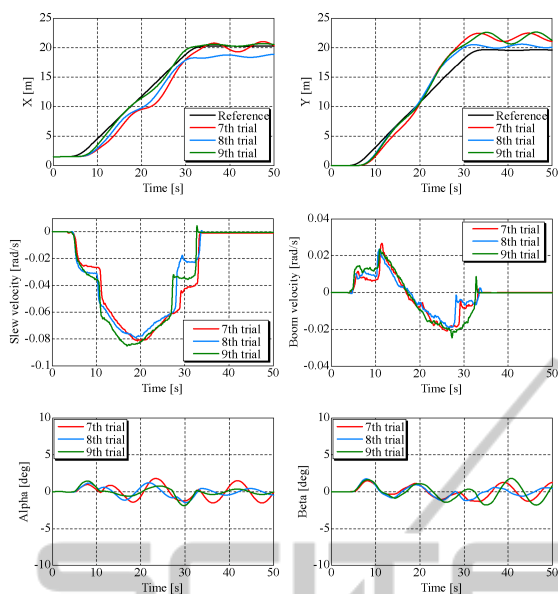 25
20
15
10
5
0
X [m]
Reference
7th trial
8th trial
9th trial
0 10 20 30 40 50
Time [s]
25
20
15
10
5
0
Y [m]
Reference
7th trial
8th trial
9th trial
0 10 20 30 40 50
Time [s]
0
-0.02
-0.04
-0.06
-0.08
-0.1
Slew velocity [rad/s]
7th trial
8th trial
9th trial
0 10 20 30 40 50
Time [s]
0.04
0.02
0
-0.02
-0.04
Boom velocity [rad/s]
7th trial
8th trial
9th trial
0 10 20 30 40 50
Time [s]
10
5
0
-5
-10
Alpha [deg]
7th trial
8th trial
9th trial
0 10 20 30 40 50
Time [s]
10
5
0
-5
-10
Beta [deg]
7th trial
8th trial
9th trial
0 10 20 30 40 50
Time [s]